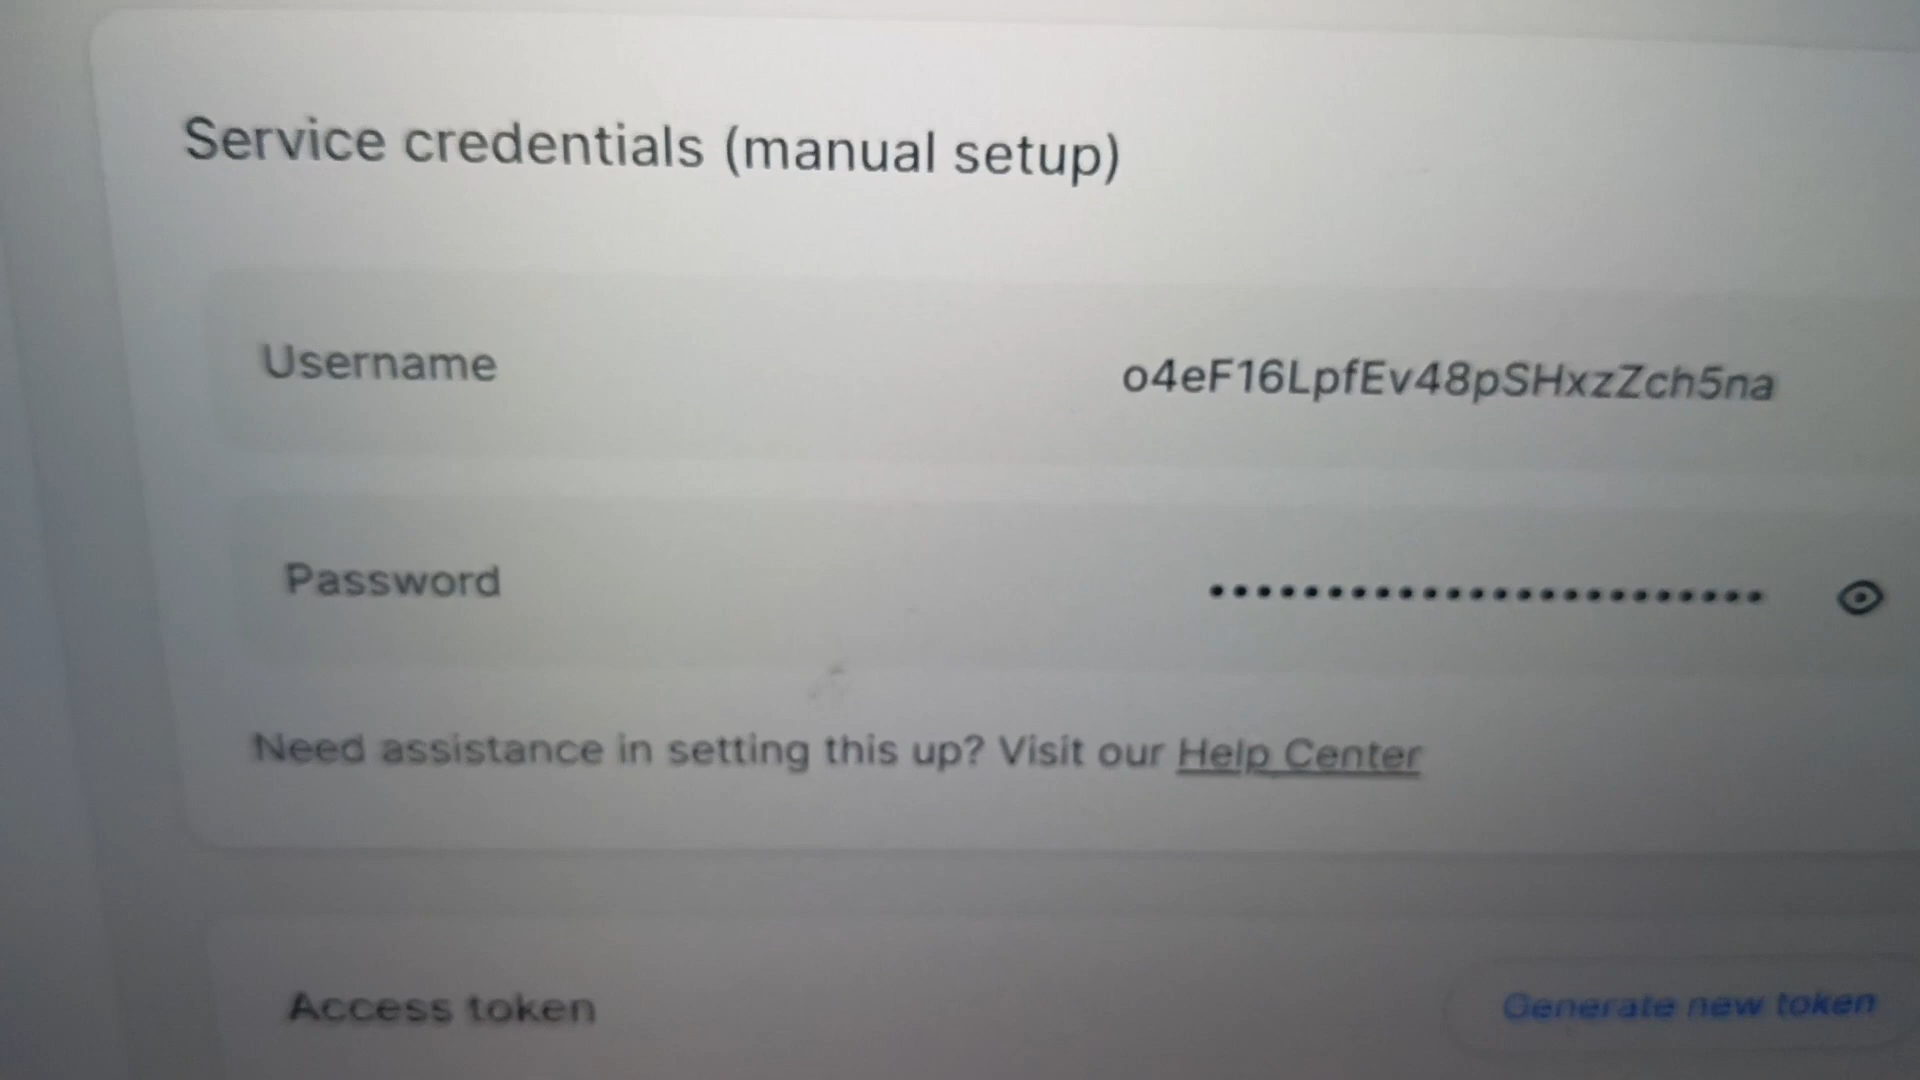 Service credentials (manual setup)
Username
o4eF16LpfEv48pSHxzZch5na
Password
••••••••••••••••••••••••
Need assistance in setting this up? Visit our Help Center
Access token
Generate new token